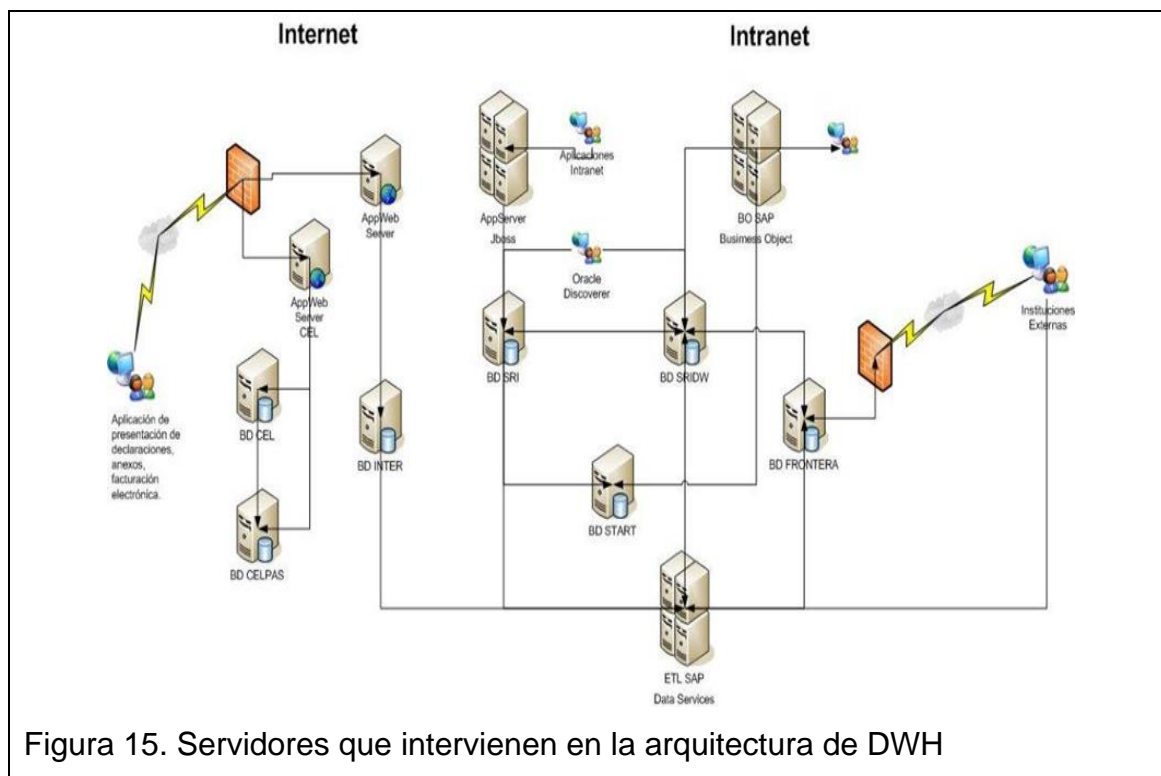 Internet
Intranet
Aplicaciones
Intranet
AppWeb
Server
AppServer
Jboss
BO SAP
Busimess Object
Oracle
Discoverer
AppWeb
Server
CEL
Instituciones
Externas
BD SRI
BD SRIDW
Aplicación de
presentación de
declaraciones,
anexos,
facturación
electrónica.
BD CEL
BD INTER
BD FRONTERA
BD START
BD CELPAS
ETL SAP
Data Services
Figura 15. Servidores que intervienen en la arquitectura de DWH